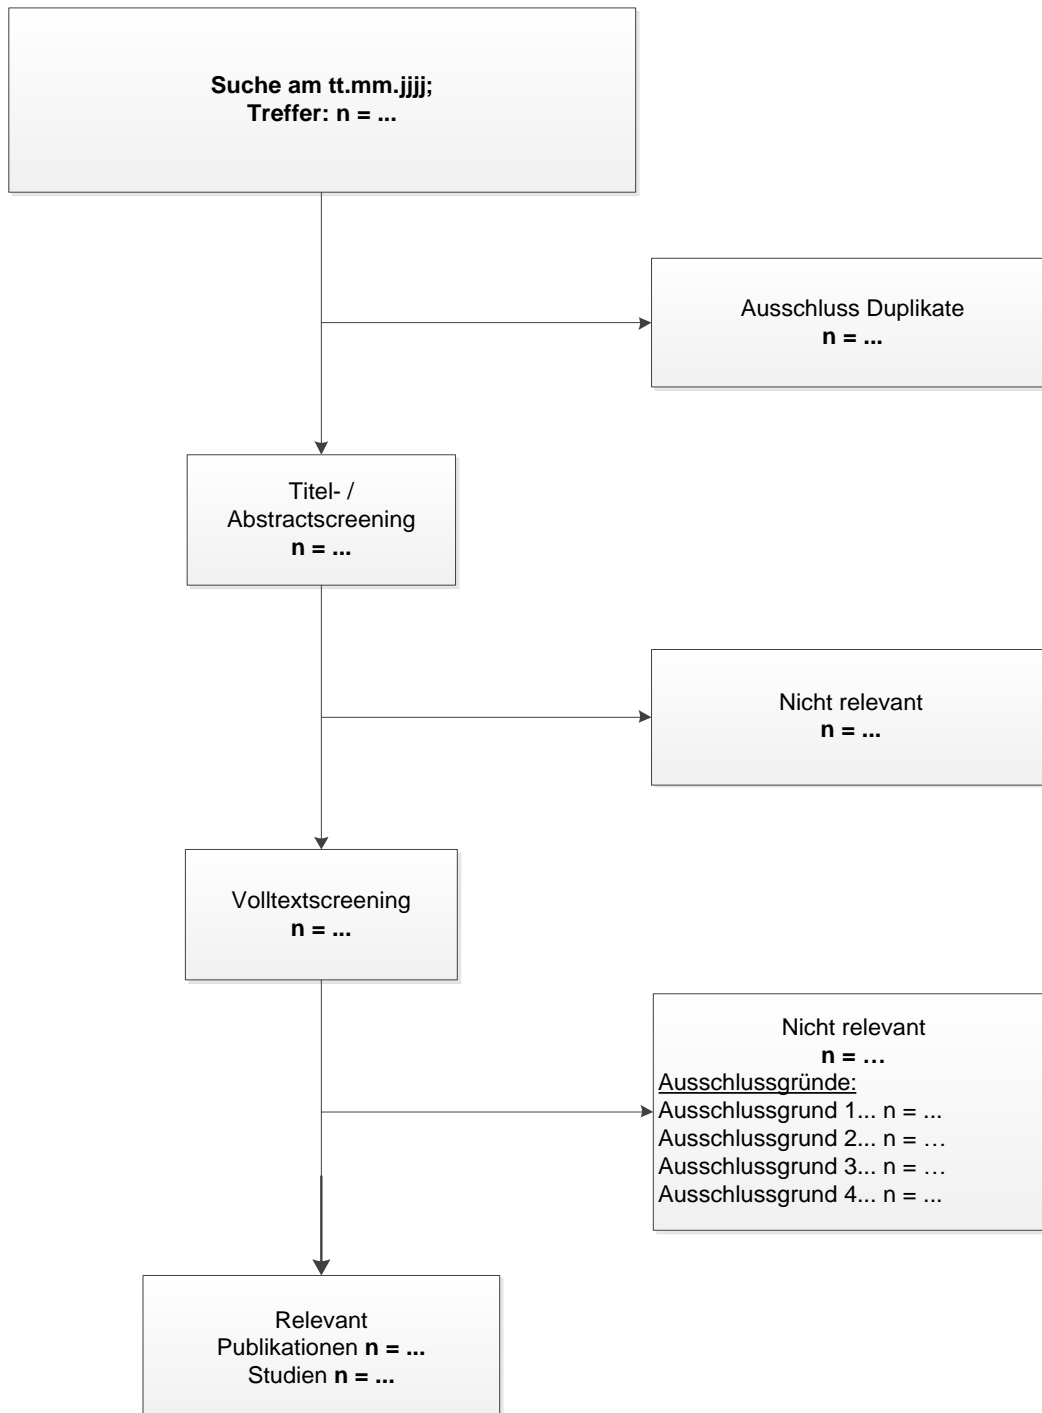 Suche am tt.mm.jjjj;
Treffer: n = ...
Ausschluss Duplikate
n = ...
Titel- /
Abstractscreening
n = ...
Nicht relevant
n = ...
Volltextscreening
n = ...
Nicht relevant
n = …
Ausschlussgründe:
Ausschlussgrund 1... n = ...
Ausschlussgrund 2... n = …
Ausschlussgrund 3... n = …
Ausschlussgrund 4... n = ...
Relevant
Publikationen n = ...
Studien n = ...